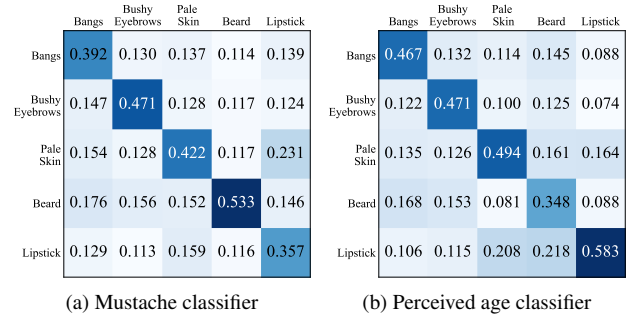 Bangs Bushy Eyebrows Pale Skin Beard Lipstick
Bangs 0.392 0.130 0.137 0.114 0.139
Bushy Eyebrows 0.147 0.471 0.128 0.117 0.124
Pale Skin 0.154 0.128 0.422 0.117 0.231
Beard 0.176 0.156 0.152 0.533 0.146
Lipstick 0.129 0.113 0.159 0.116 0.357
(a) Mustache classifier
Bangs Bushy Eyebrows Pale Skin Beard Lipstick
Bangs 0.467 0.132 0.114 0.145 0.088
Bushy Eyebrows 0.122 0.471 0.100 0.125 0.074
Pale Skin 0.135 0.126 0.494 0.161 0.164
Beard 0.168 0.153 0.081 0.348 0.088
Lipstick 0.106 0.115 0.208 0.218 0.583
(b) Perceived age classifier